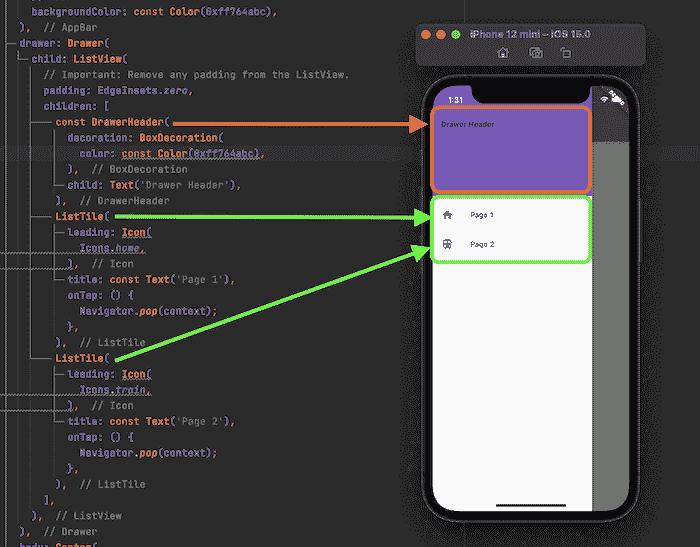 backgroundColor: const Color(0xff764abc),
), // AppBar
drawer: Drawer(
child: ListView(
// Important: Remove any padding from the ListView.
padding: EdgeInsets.zero,
children: [
const DrawerHeader(
decoration: BoxDecoration(
color: const Color(0xff764abc),
), // BoxDecoration
child: Text('Drawer Header'),
), // DrawerHeader
ListTile(
leading: Icon(
Icons.home,
), // Icon
title: const Text('Page 1'),
onTap: () {
Navigator.pop(context);
},
), // ListTile
ListTile(
leading: Icon(
Icons.train,
), // Icon
title: const Text('Page 2'),
onTap: () {
Navigator.pop(context);
},
), // ListTile
],
), // ListView
), // Drawer
body: Center(
iPhone 12 mini – iOS 15.0
1:31
Drawer Header
Page 1
Page 2